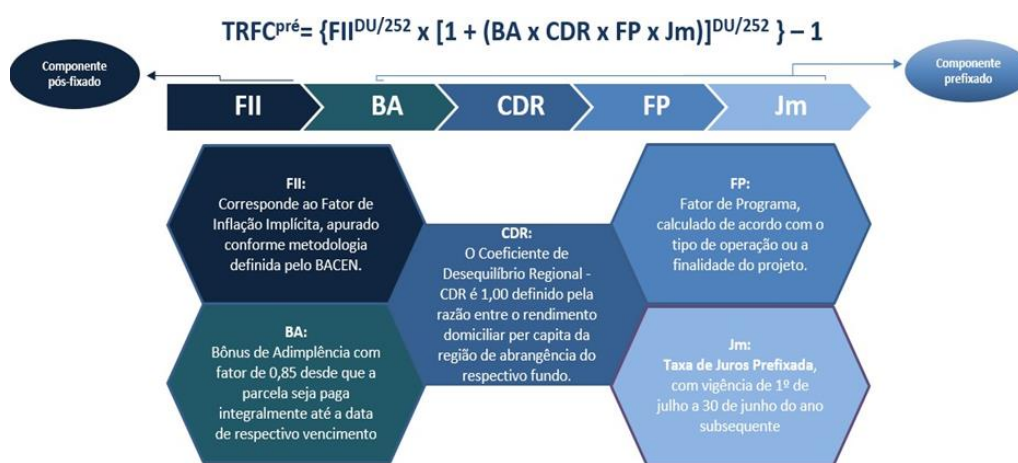 TRFCpré= {FIIDU/252 x [1 + (BA x CDR x FP x Jm)]DU/252 } – 1
Componente
pós-fixado
Componente
prefixado
FII
BA
CDR
FP
Jm
FII:
Corresponde ao Fator de
Inflação Implícita, apurado
conforme metodologia
definida pelo BACEN.
BA:
Bônus de Adimplência com
fator de 0,85 desde que a
parcela seja paga
integralmente até a data
de respectivo vencimento
CDR:
O Coeficiente de
Desequilíbrio Regional -
CDR é 1,00 definido pela
razão entre o rendimento
domiciliar per capita da
região de abrangência do
respectivo fundo.
FP:
Fator de Programa,
calculado de acordo com o
tipo de operação ou a
finalidade do projeto.
Jm:
Taxa de Juros Prefixada,
com vigência de 1º de
julho a 30 de junho do ano
subsequente